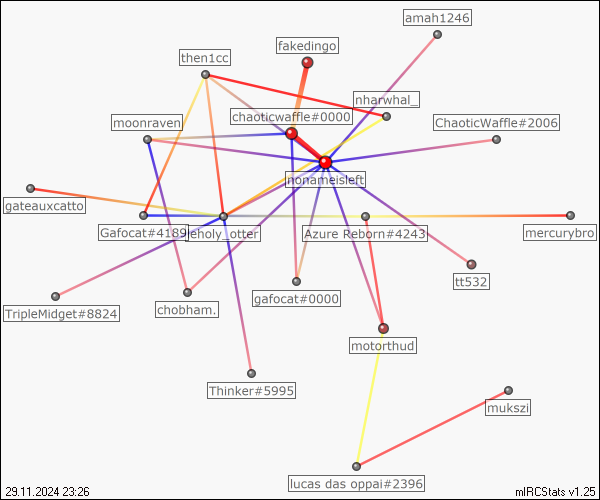 amah1246
fakedingo
then1cc
nharwhal_
chaoticwaffle#0000
moonraven
ChaoticWaffle#2006
nonameisleft
gateauxcatto
Gafocat#4189
eholy_otter
Azure Reborn#4243
mercurybro
tt532
TripleMidget#8824
chobham.
gafocat#0000
motorthud
Thinker#5995
mukszi
lucas das oppai#2396
29.11.2024 23:26
mIRCStats v1.25